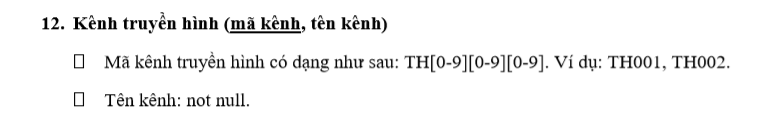 12. Kênh truyền hình (mã kênh, tên kênh)
☐ Mã kênh truyền hình có dạng như sau: TH[0-9][0-9][0-9]. Ví dụ: TH001, TH002.
☐ Tên kênh: not null.